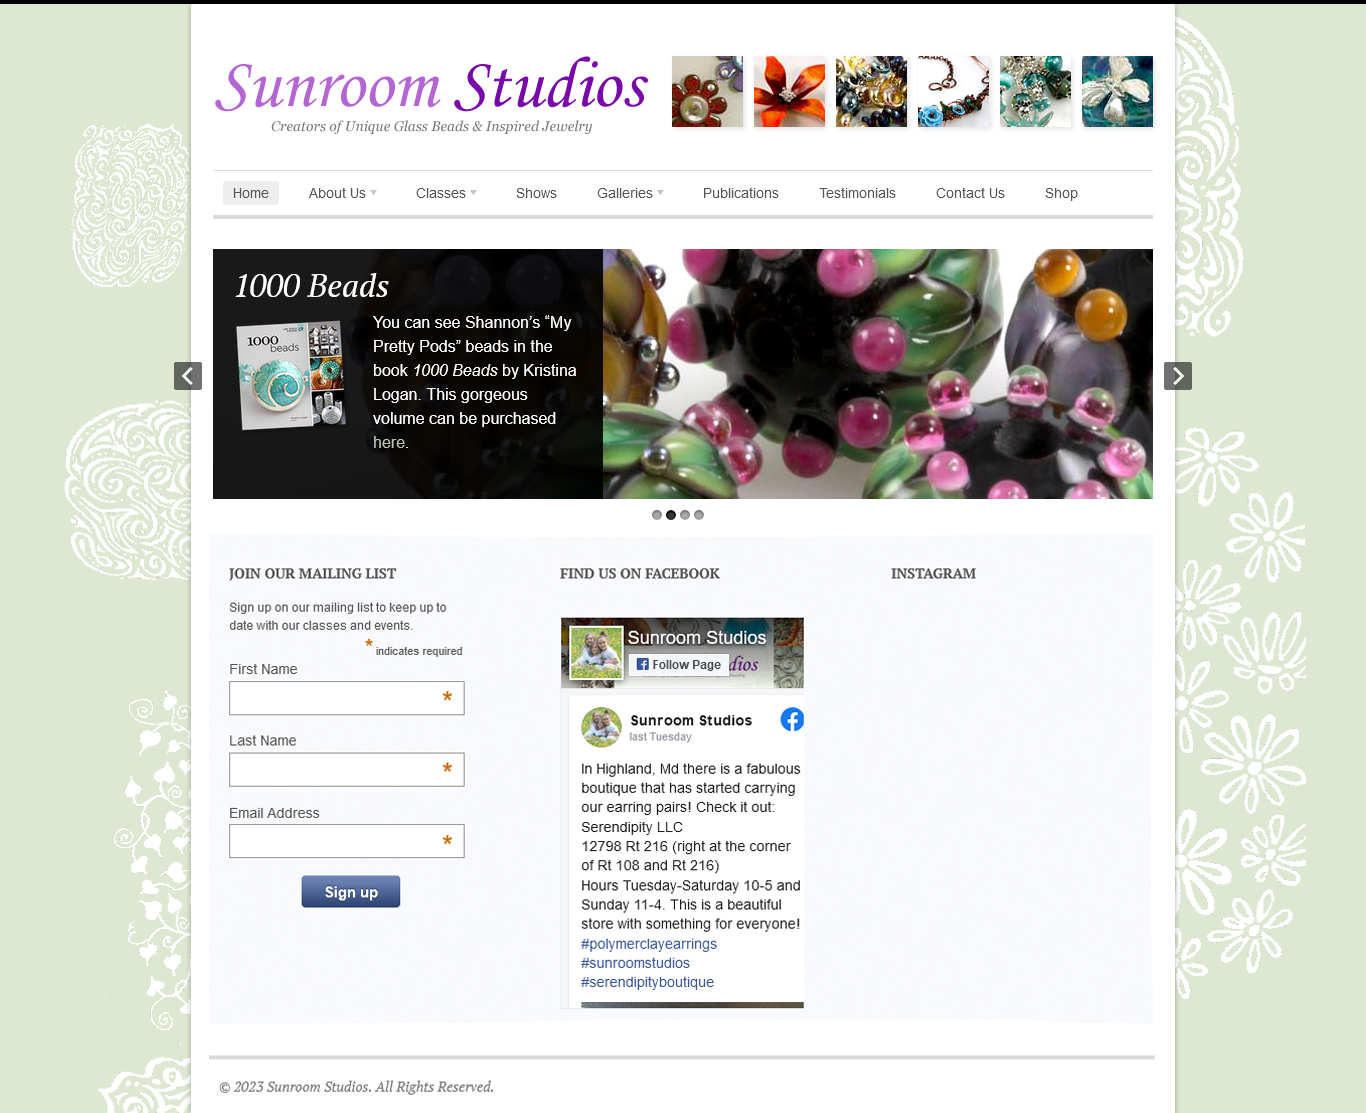 Sunroom Studios
Creators of Unique Glass Beads & Inspired Jewelry
Home About Us Classes Shows Galleries Publications Testimonials Contact Us Shop
1000 Beads
1000
beads
You can see Shannon’s “My
Pretty Pods” beads in the
book 1000 Beads by Kristina
Logan. This gorgeous
volume can be purchased
here.
JOIN OUR MAILING LIST
Sign up on our mailing list to keep up to
date with our classes and events.
* indicates required
First Name
*
Last Name
*
Email Address
*
Sign up
FIND US ON FACEBOOK
Sunroom Studios
Follow Page
dios
Sunroom Studios
last Tuesday
In Highland, Md there is a fabulous
boutique that has started carrying
our earring pairs! Check it out:
Serendipity LLC
12798 Rt 216 (right at the corner
of Rt 108 and Rt 216)
Hours Tuesday-Saturday 10-5 and
Sunday 11-4. This is a beautiful
store with something for everyone!
#polymerclayearrings
#sunroomstudios
#serendipityboutique
INSTAGRAM
© 2023 Sunroom Studios. All Rights Reserved.